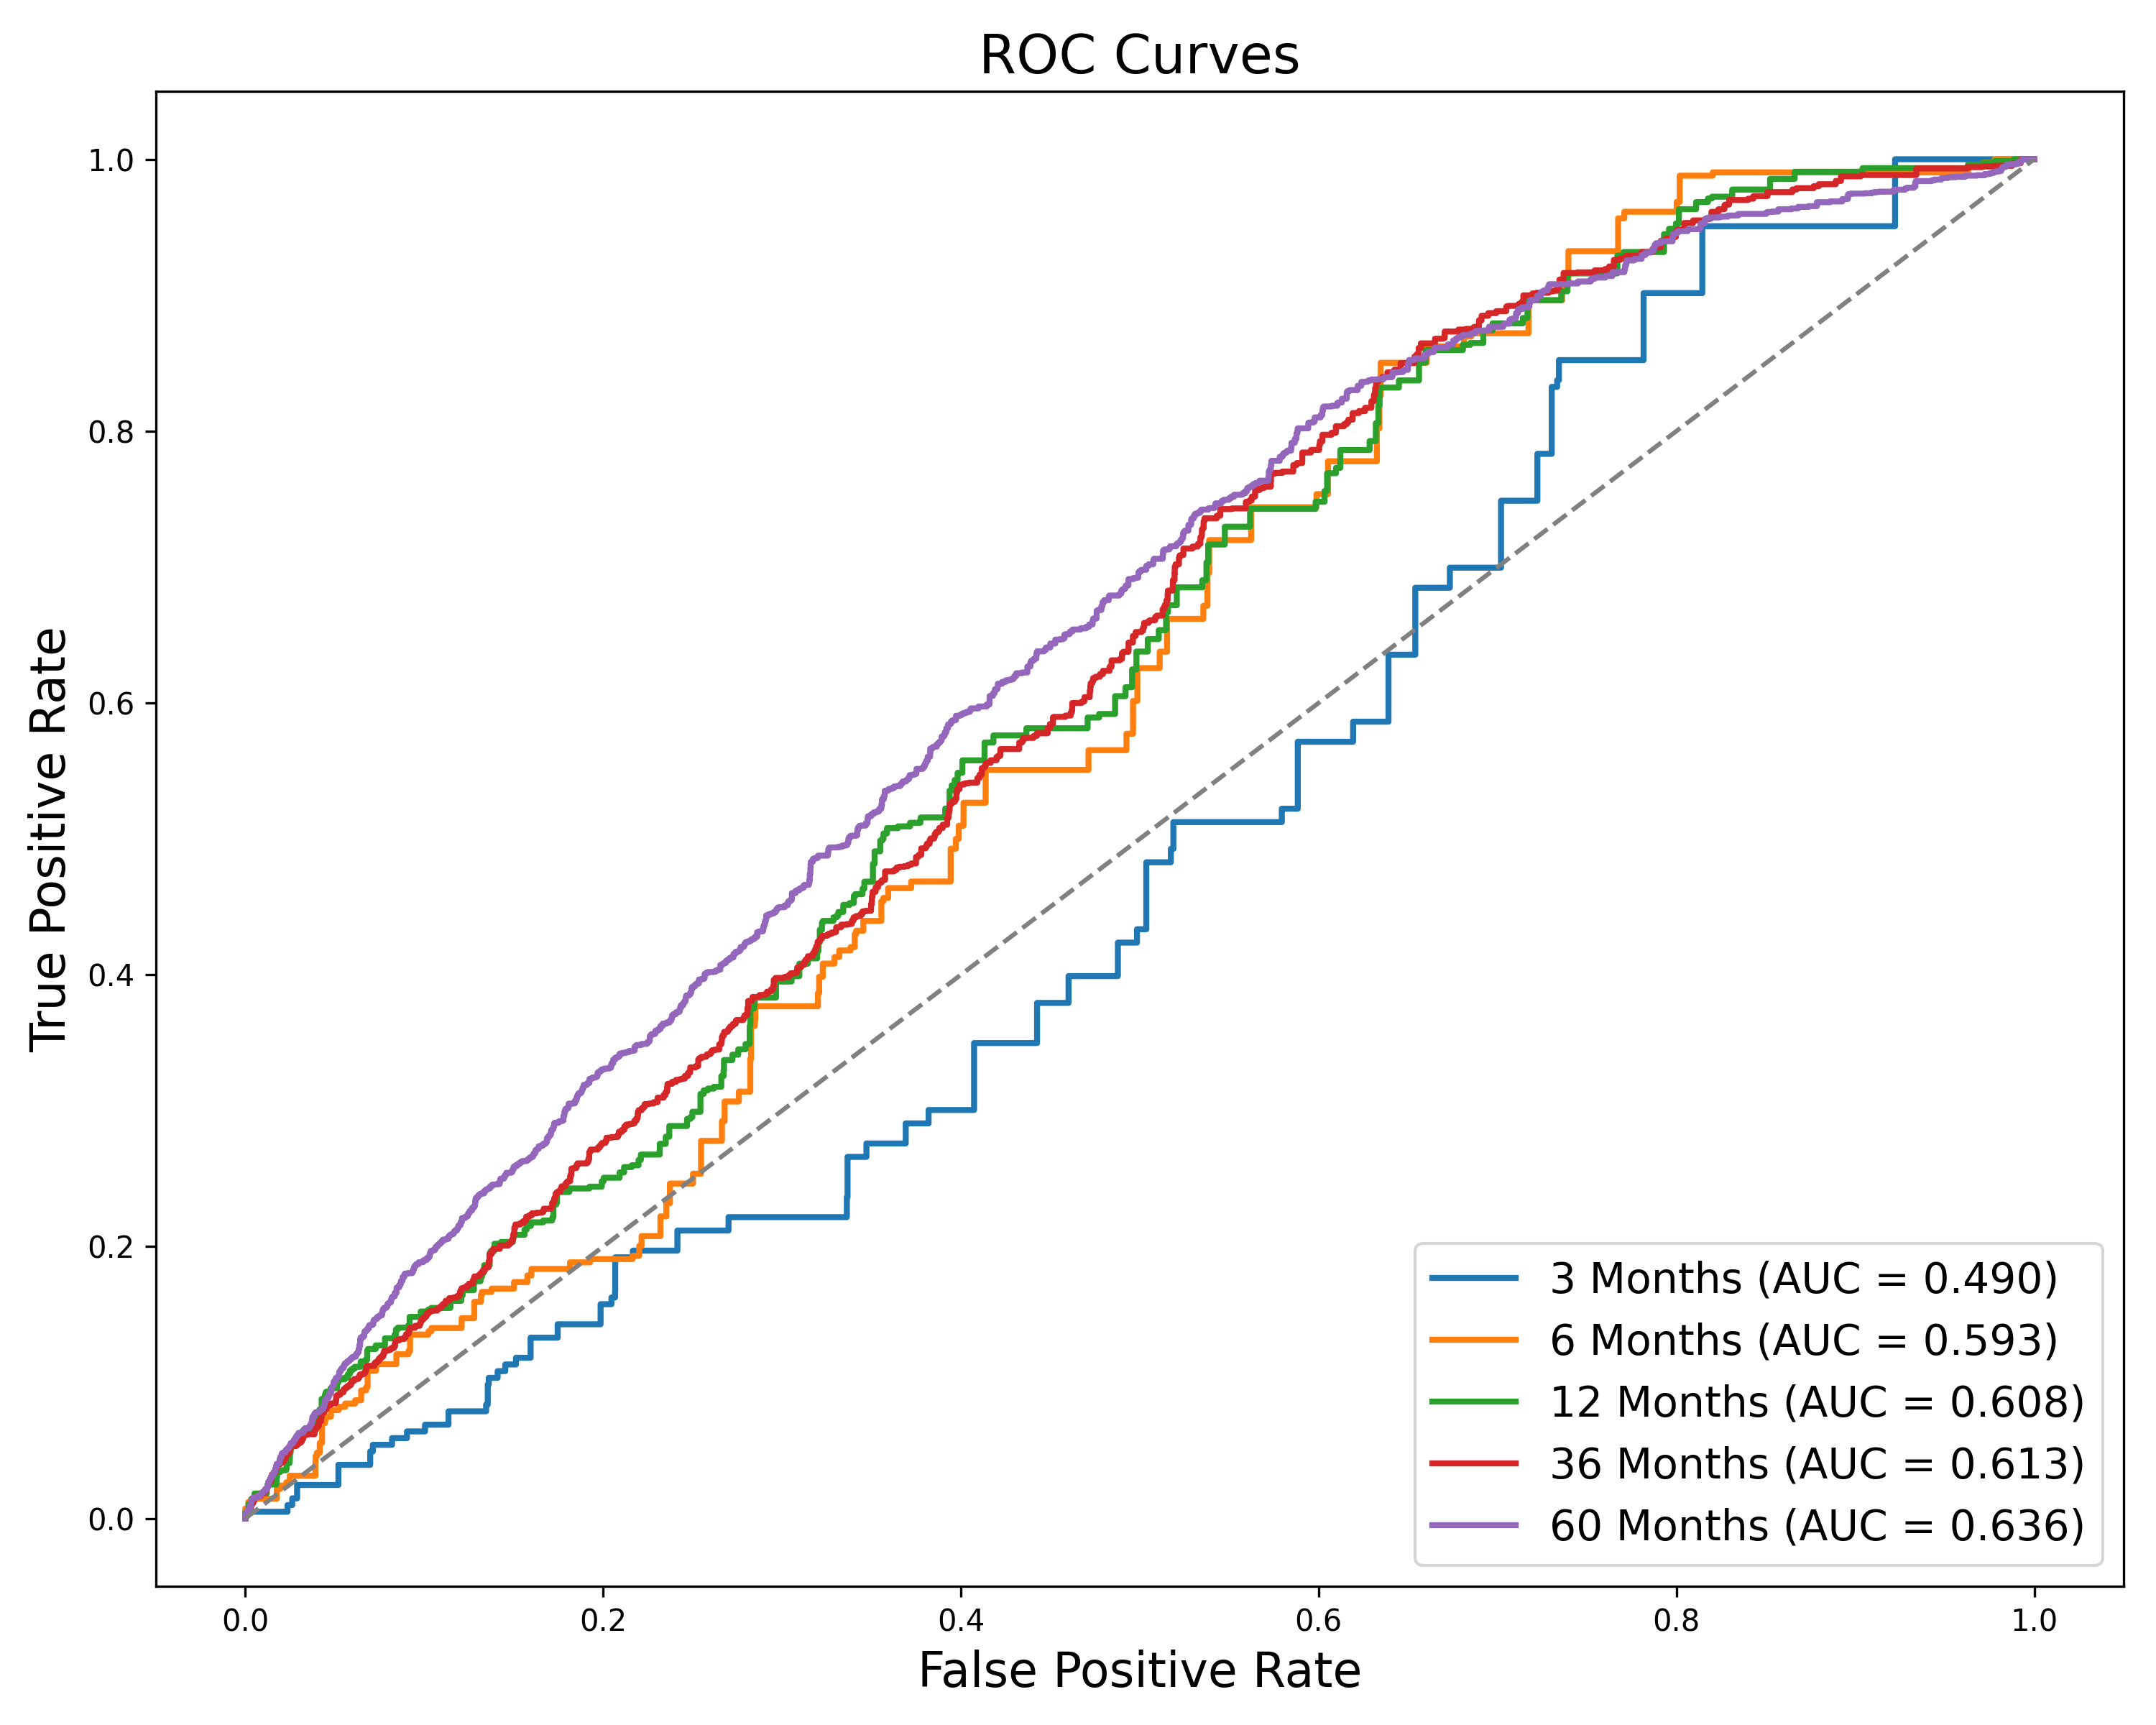 ROC Curves
True Positive Rate
1.0
0.8
0.6
0.4
0.2
0.0
0.0 0.2 0.4 0.6 0.8 1.0
False Positive Rate
3 Months (AUC = 0.490)
6 Months (AUC = 0.593)
12 Months (AUC = 0.608)
36 Months (AUC = 0.613)
60 Months (AUC = 0.636)